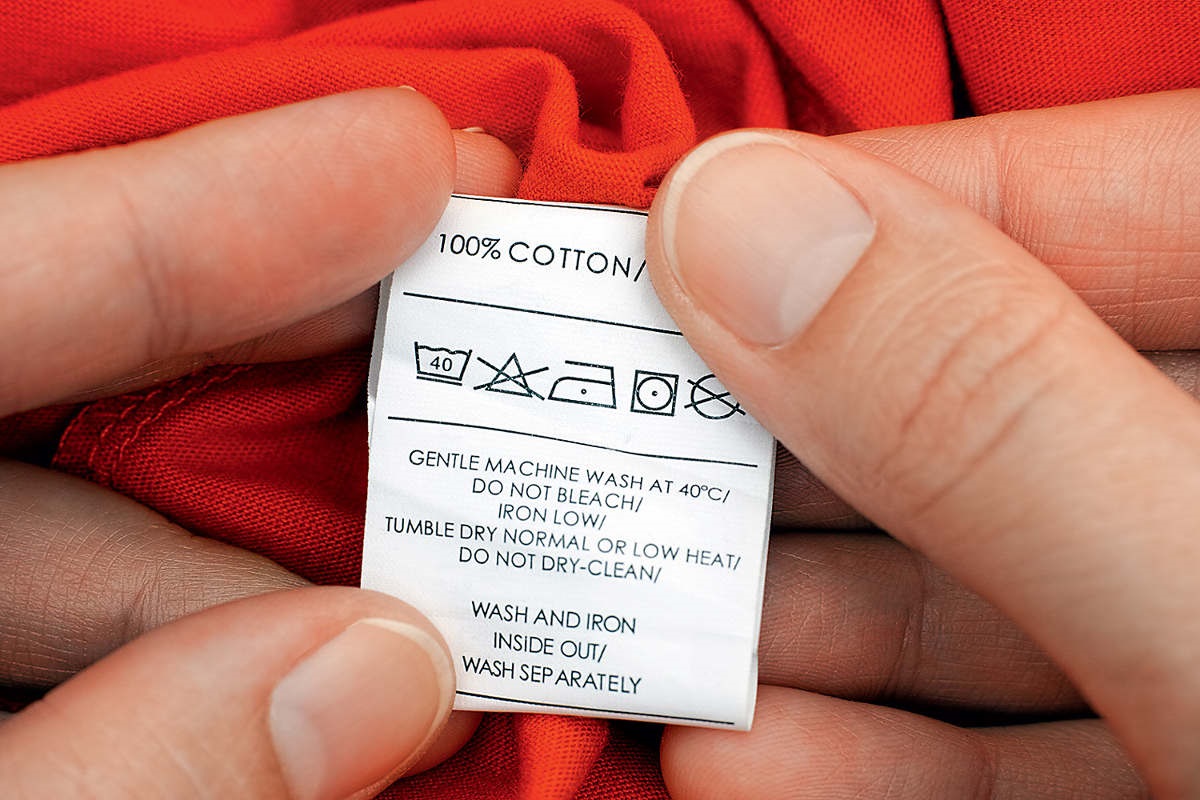 100% COTTON/
40
GENTLE MACHINE WASH AT 40°C/
DO NOT BLEACH/
IRON LOW/
TUMBLE DRY NORMAL OR LOW HEAT/
DO NOT DRY-CLEAN/
WASH AND IRON
INSiDE OUT/
WASH SEPARATELY